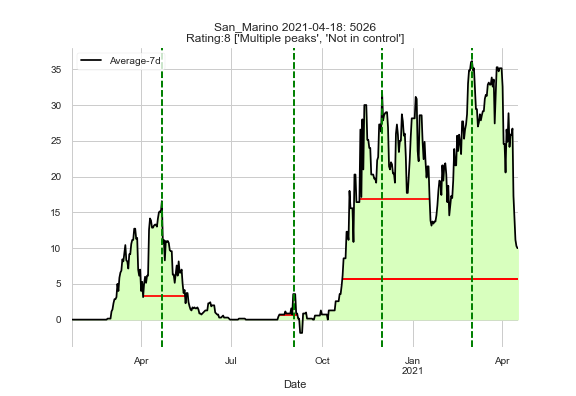 San_Marino 2021-04-18: 5026
Rating:8 ['Multiple peaks', 'Not in control']
Average-7d
35
30
25
20
15
10
5
0
Apr
Jul
Oct
Jan
2021
Apr
Date